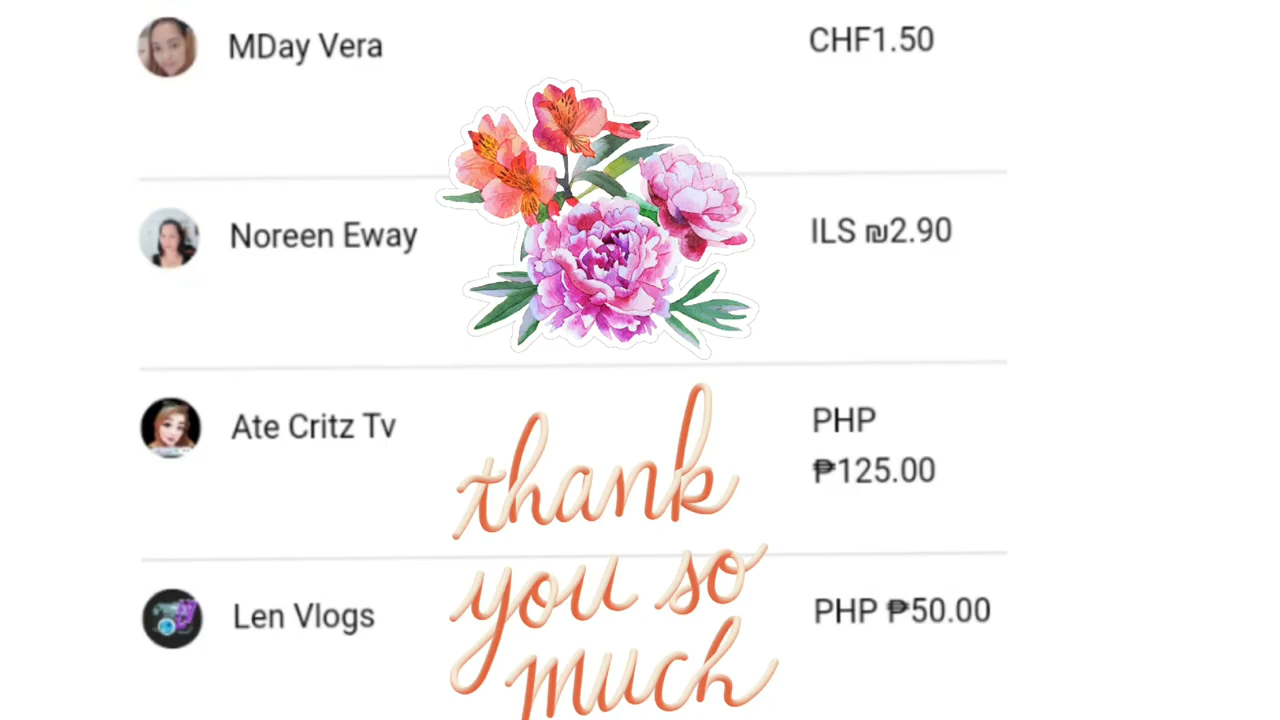 MDay Vera CHF1.50
Noreen Eway ILS ₪2.90
Ate Critz Tv PHP
₱125.00
thank
you so
much
Len Vlogs PHP ₱50.00